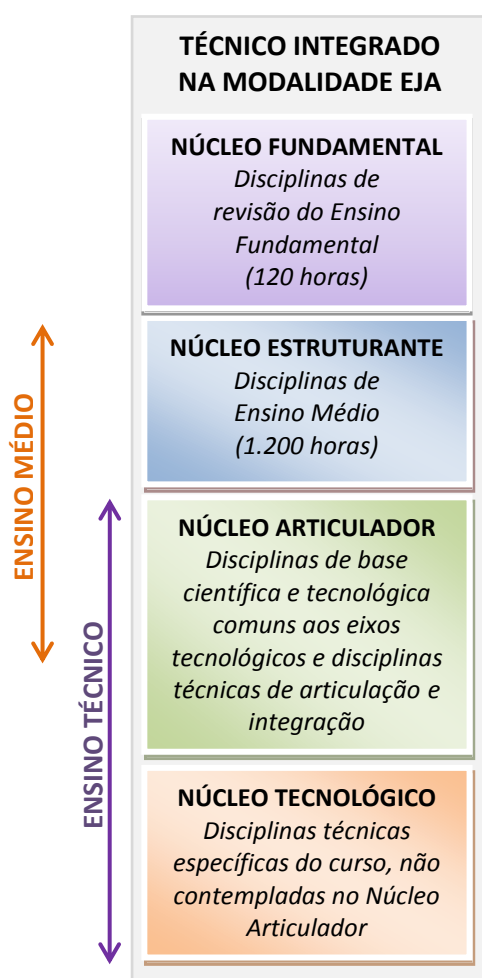 TÉCNICO INTEGRADO
NA MODALIDADE EJA
NÚCLEO FUNDAMENTAL
Disciplinas de
revisão do Ensino
Fundamental
(120 horas)
NÚCLEO ESTRUTURANTE
Disciplinas de
Ensino Médio
(1.200 horas)
NÚCLEO ARTICULADOR
Disciplinas de base
científica e tecnológica
comuns aos eixos
tecnológicos e disciplinas
técnicas de articulação e
integração
NÚCLEO TECNOLÓGICO
Disciplinas técnicas
específicas do curso, não
contempladas no Núcleo
Articulador
ENSINO MÉDIO
ENSINO TÉCNICO